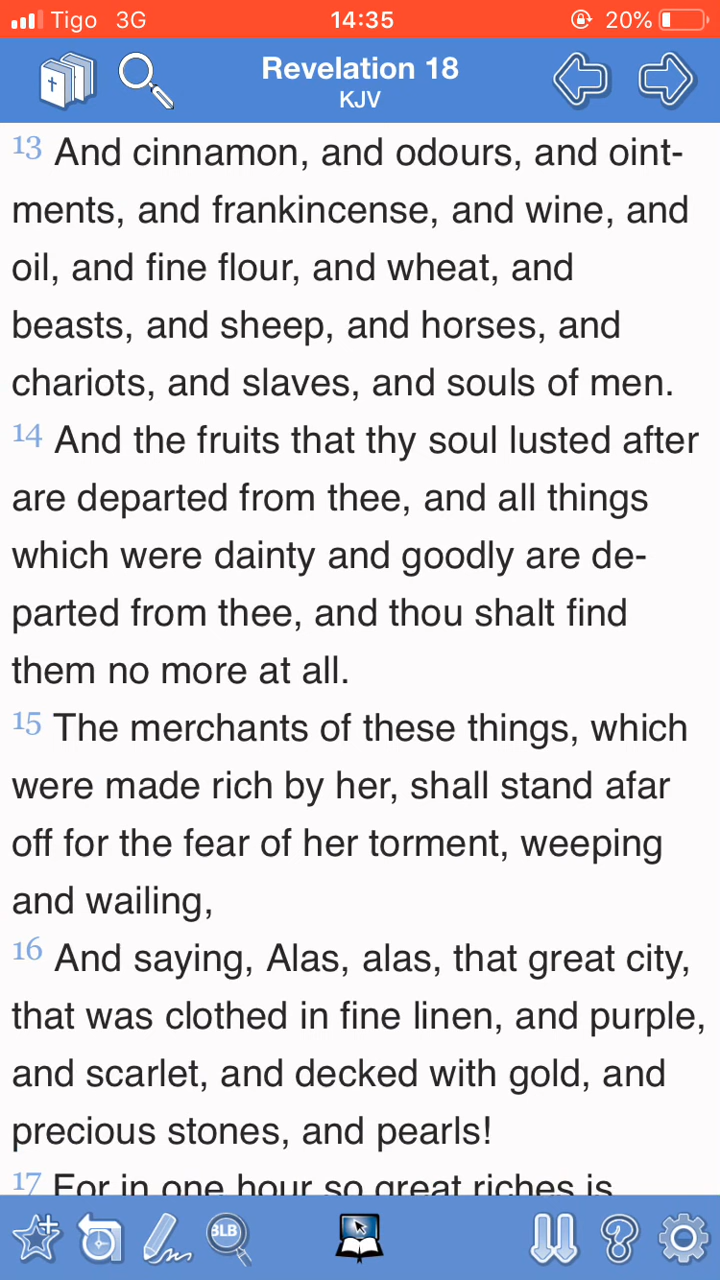 Tigo 3G 14:35 20%
Revelation 18
KJV
13 And cinnamon, and odours, and oint-
ments, and frankincense, and wine, and
oil, and fine flour, and wheat, and
beasts, and sheep, and horses, and
chariots, and slaves, and souls of men.
14 And the fruits that thy soul lusted after
are departed from thee, and all things
which were dainty and goodly are de-
parted from thee, and thou shalt find
them no more at all.
15 The merchants of these things, which
were made rich by her, shall stand afar
off for the fear of her torment, weeping
and wailing,
16 And saying, Alas, alas, that great city,
that was clothed in fine linen, and purple,
and scarlet, and decked with gold, and
precious stones, and pearls!
17 For in one hour so great riches is
BLB